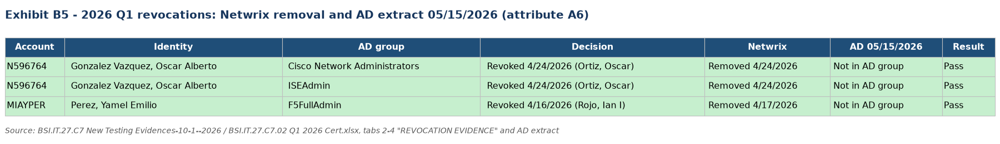 Exhibit B5 - 2026 Q1 revocations: Netwrix removal and AD extract 05/15/2026 (attribute A6)
Account Identity AD group Decision Netwrix AD 05/15/2026 Result
N596764 Gonzalez Vazquez, Oscar Alberto Cisco Network Administrators Revoked 4/24/2026 (Ortiz, Oscar) Removed 4/24/2026 Not in AD group Pass
N596764 Gonzalez Vazquez, Oscar Alberto ISEAdmin Revoked 4/24/2026 (Ortiz, Oscar) Removed 4/24/2026 Not in AD group Pass
MIAYPER Perez, Yamel Emilio F5FullAdmin Revoked 4/16/2026 (Rojo, Ian I) Removed 4/17/2026 Not in AD group Pass
Source: BSI.IT.27.C7 New Testing Evidences-10-1--2026 / BSI.IT.27.C7.02 Q1 2026 Cert.xlsx, tabs 2-4 "REVOCATION EVIDENCE" and AD extract